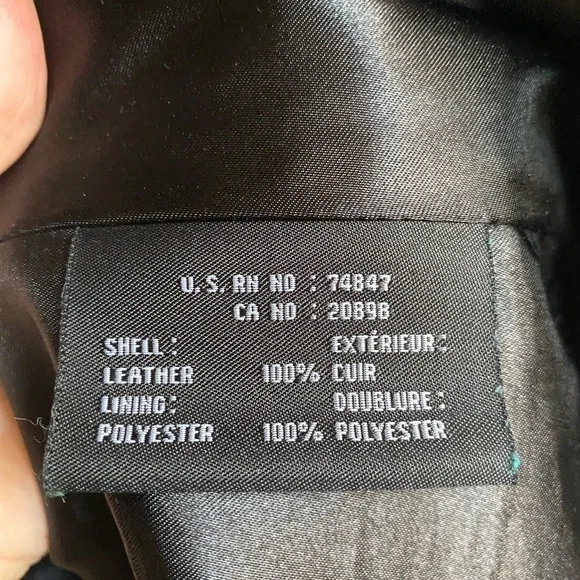 U.S. RN NO : 74847
CA NO : 20898
SHELL: EXTÉRIEUR:
LEATHER 100% CUIR
LINING: DOUBLURE:
POLYESTER 100% POLYESTER